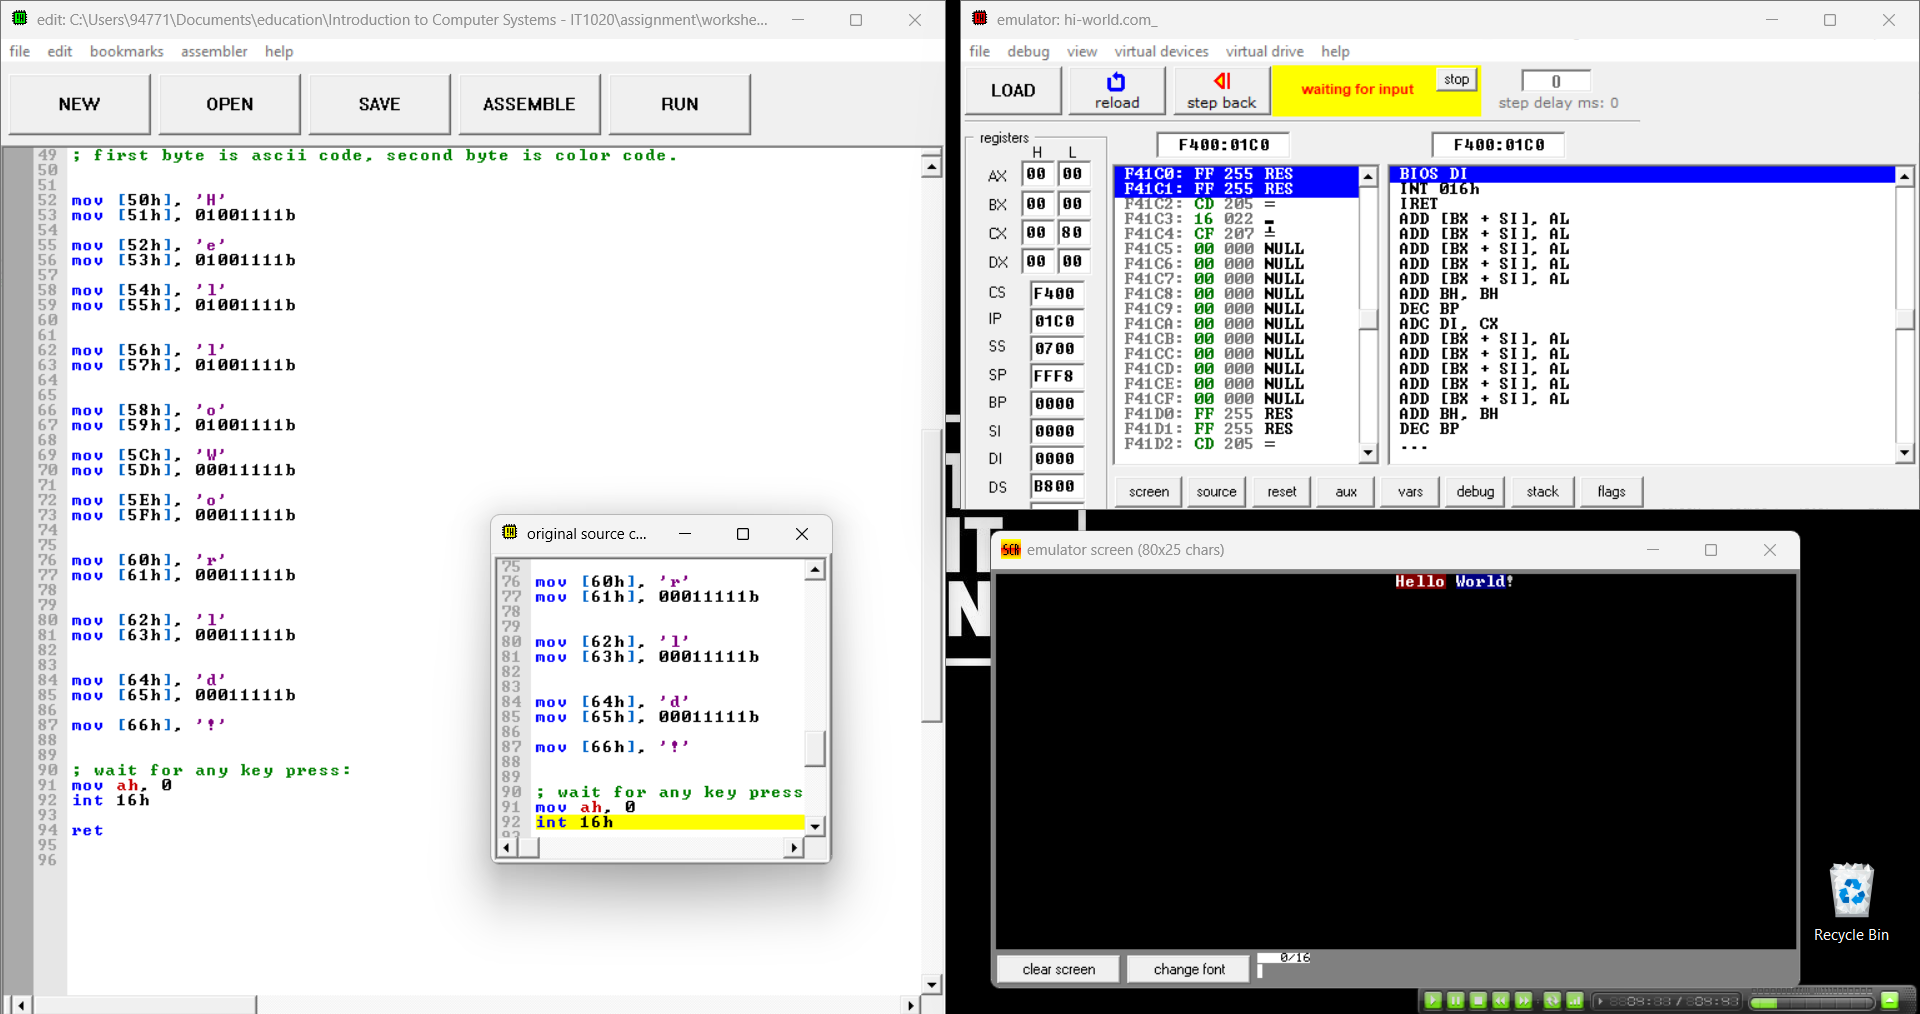 edit: C:\Users\94771\Documents\education\Introduction to Computer Systems - IT1020\assignment\workshe...
file edit bookmarks assembler help
NEW OPEN SAVE ASSEMBLE RUN
49 ; first byte is ascii code, second byte is color code.
50
51
52 mov [50h], 'H'
53 mov [51h], 01001111b
54
55 mov [52h], 'e'
56 mov [53h], 01001111b
57
58 mov [54h], 'l'
59 mov [55h], 01001111b
60
61
62 mov [56h], 'l'
63 mov [57h], 01001111b
64
65
66 mov [58h], 'o'
67 mov [59h], 01001111b
68
69 mov [5Ch], 'W'
70 mov [5Dh], 00011111b
71
72 mov [5Eh], 'o'
73 mov [5Fh], 00011111b
74
75
76 mov [60h], 'r'
77 mov [61h], 00011111b
78
79
80 mov [62h], 'l'
81 mov [63h], 00011111b
82
83
84 mov [64h], 'd'
85 mov [65h], 00011111b
86
87 mov [66h], '!'
88
89
90 ; wait for any key press:
91 mov ah, 0
92 int 16h
93
94 ret
95
96
original source c...
75
76 mov [60h], 'r'
77 mov [61h], 00011111b
78
79
80 mov [62h], 'l'
81 mov [63h], 00011111b
82
83
84 mov [64h], 'd'
85 mov [65h], 00011111b
86
87 mov [66h], '!'
88
89
90 ; wait for any key press
91 mov ah, 0
92 int 16h
93
emulator: hi-world.com_
file debug view virtual devices virtual drive help
LOAD reload step back waiting for input stop 0
step delay ms: 0
registers F400:01C0 F400:01C0
H L
AX 00 00
BX 00 00
CX 00 80
DX 00 00
CS F400
IP 01C0
SS 0700
SP FFF8
BP 0000
SI 0000
DI 0000
DS B800
F41C0: FF 255 RES
F41C1: FF 255 RES
F41C2: CD 205 =
F41C3: 16 022 ▬
F41C4: CF 207 ╧
F41C5: 00 000 NULL
F41C6: 00 000 NULL
F41C7: 00 000 NULL
F41C8: 00 000 NULL
F41C9: 00 000 NULL
F41CA: 00 000 NULL
F41CB: 00 000 NULL
F41CC: 00 000 NULL
F41CD: 00 000 NULL
F41CE: 00 000 NULL
F41CF: 00 000 NULL
F41D0: FF 255 RES
F41D1: FF 255 RES
F41D2: CD 205 =
BIOS DI
INT 016h
IRET
ADD [BX + SI], AL
ADD [BX + SI], AL
ADD [BX + SI], AL
ADD [BX + SI], AL
ADD [BX + SI], AL
ADD BH, BH
DEC BP
ADC DI, CX
ADD [BX + SI], AL
ADD [BX + SI], AL
ADD [BX + SI], AL
ADD [BX + SI], AL
ADD [BX + SI], AL
ADD BH, BH
DEC BP
...
screen source reset aux vars debug stack flags
SCR emulator screen (80x25 chars)
Hello World!
clear screen change font 0/16
Recycle Bin